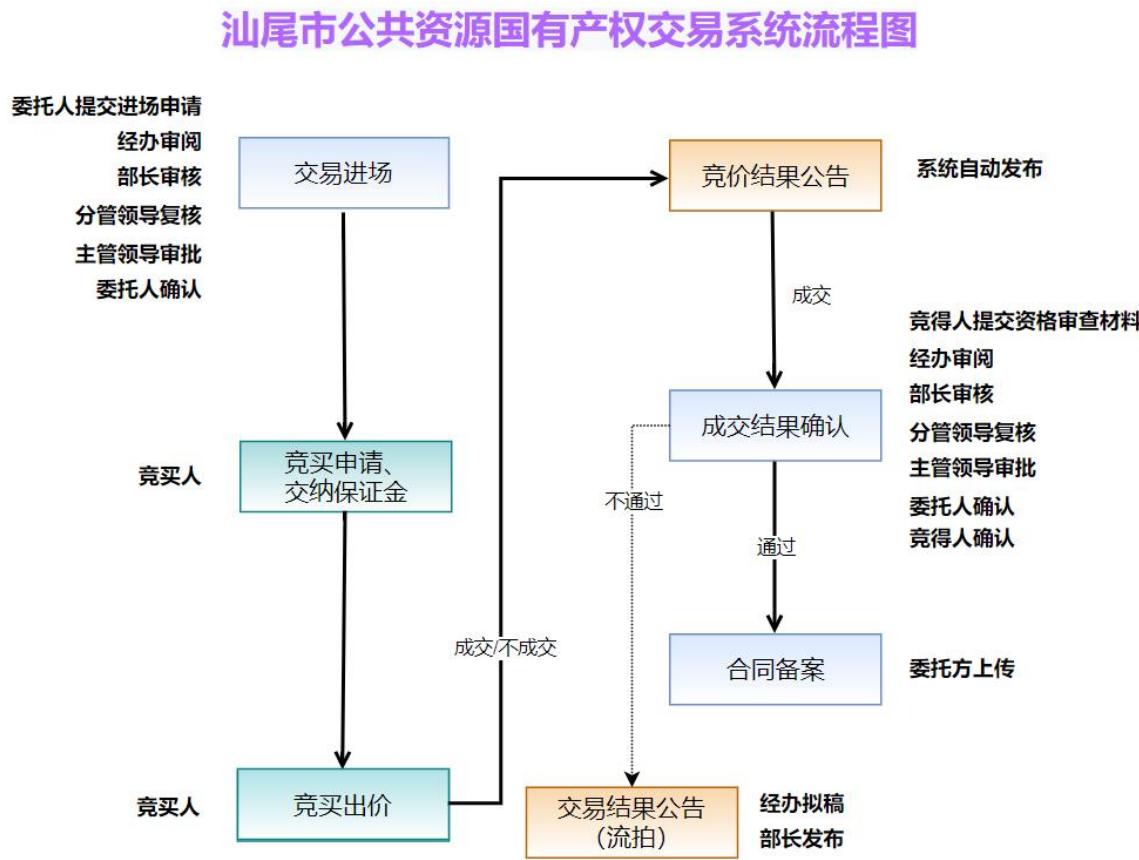 汕尾市公共资源国有产权交易系统流程图
委托人提交进场申请
经办审阅
部长审核
分管领导复核
主管领导审批
委托人确认
交易进场
竞买人
竞买申请、
交纳保证金
竞买人
竞买出价
成交/不成交
竞价结果公告
系统自动发布
成交
竞得人提交资格审查材料
经办审阅
部长审核
分管领导复核
主管领导审批
委托人确认
竞得人确认
成交结果确认
不通过
通过
合同备案
委托方上传
交易结果公告
（流拍）
经办拟稿
部长发布